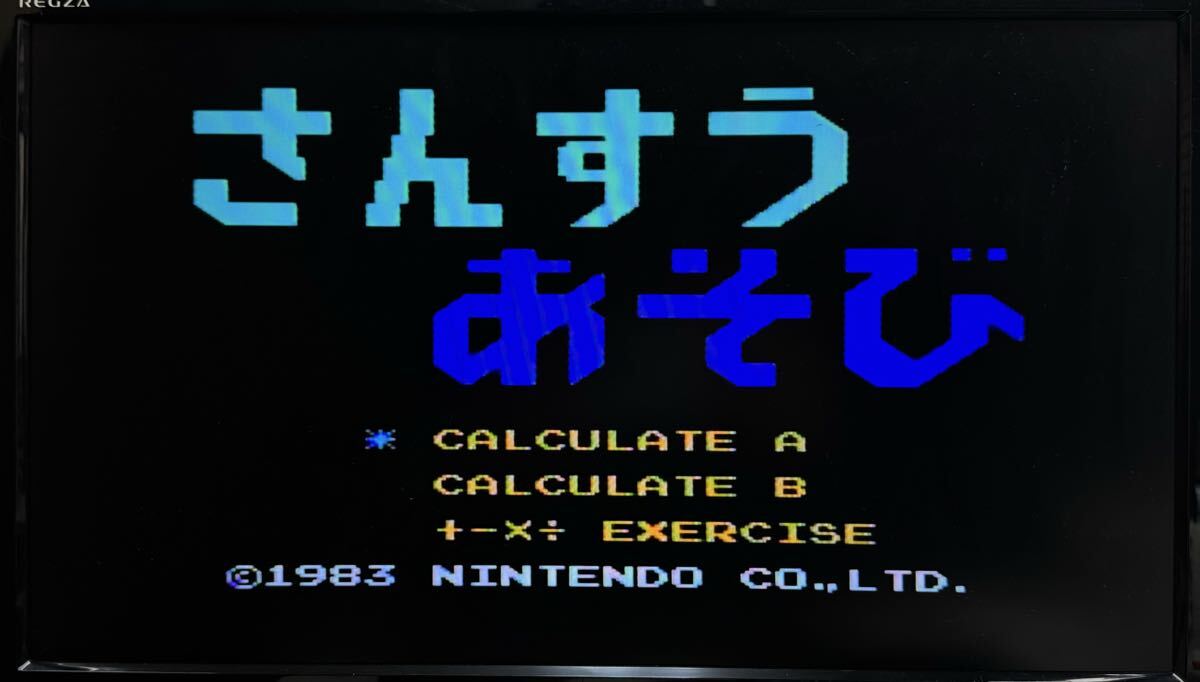 REGZA
さんすう
あそび
* CALCULATE A
CALCULATE B
+-×÷ EXERCISE
©1983 NINTENDO CO.,LTD.